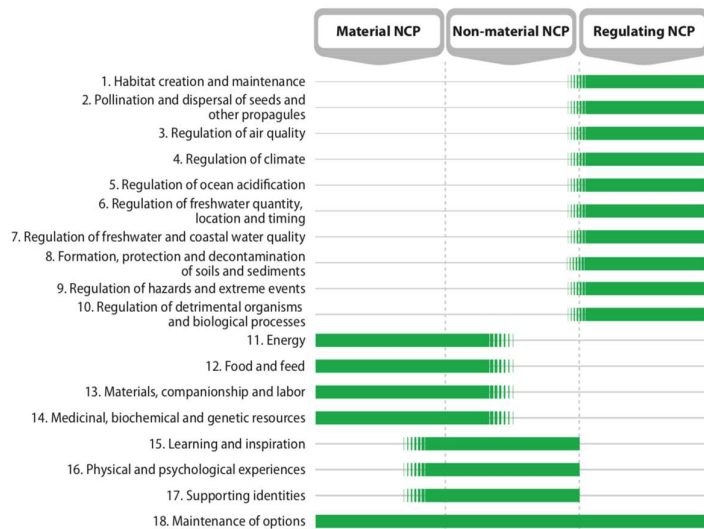 Material NCP
Non-material NCP
Regulating NCP
1. Habitat creation and maintenance
2. Pollination and dispersal of seeds and
other propagules
3. Regulation of air quality
4. Regulation of climate
5. Regulation of ocean acidification
6. Regulation of freshwater quantity,
location and timing
7. Regulation of freshwater and coastal water quality
8. Formation, protection and decontamination
of soils and sediments
9. Regulation of hazards and extreme events
10. Regulation of detrimental organisms
and biological processes
11. Energy
12. Food and feed
13. Materials, companionship and labor
14. Medicinal, biochemical and genetic resources
15. Learning and inspiration
16. Physical and psychological experiences
17. Supporting identities
18. Maintenance of options